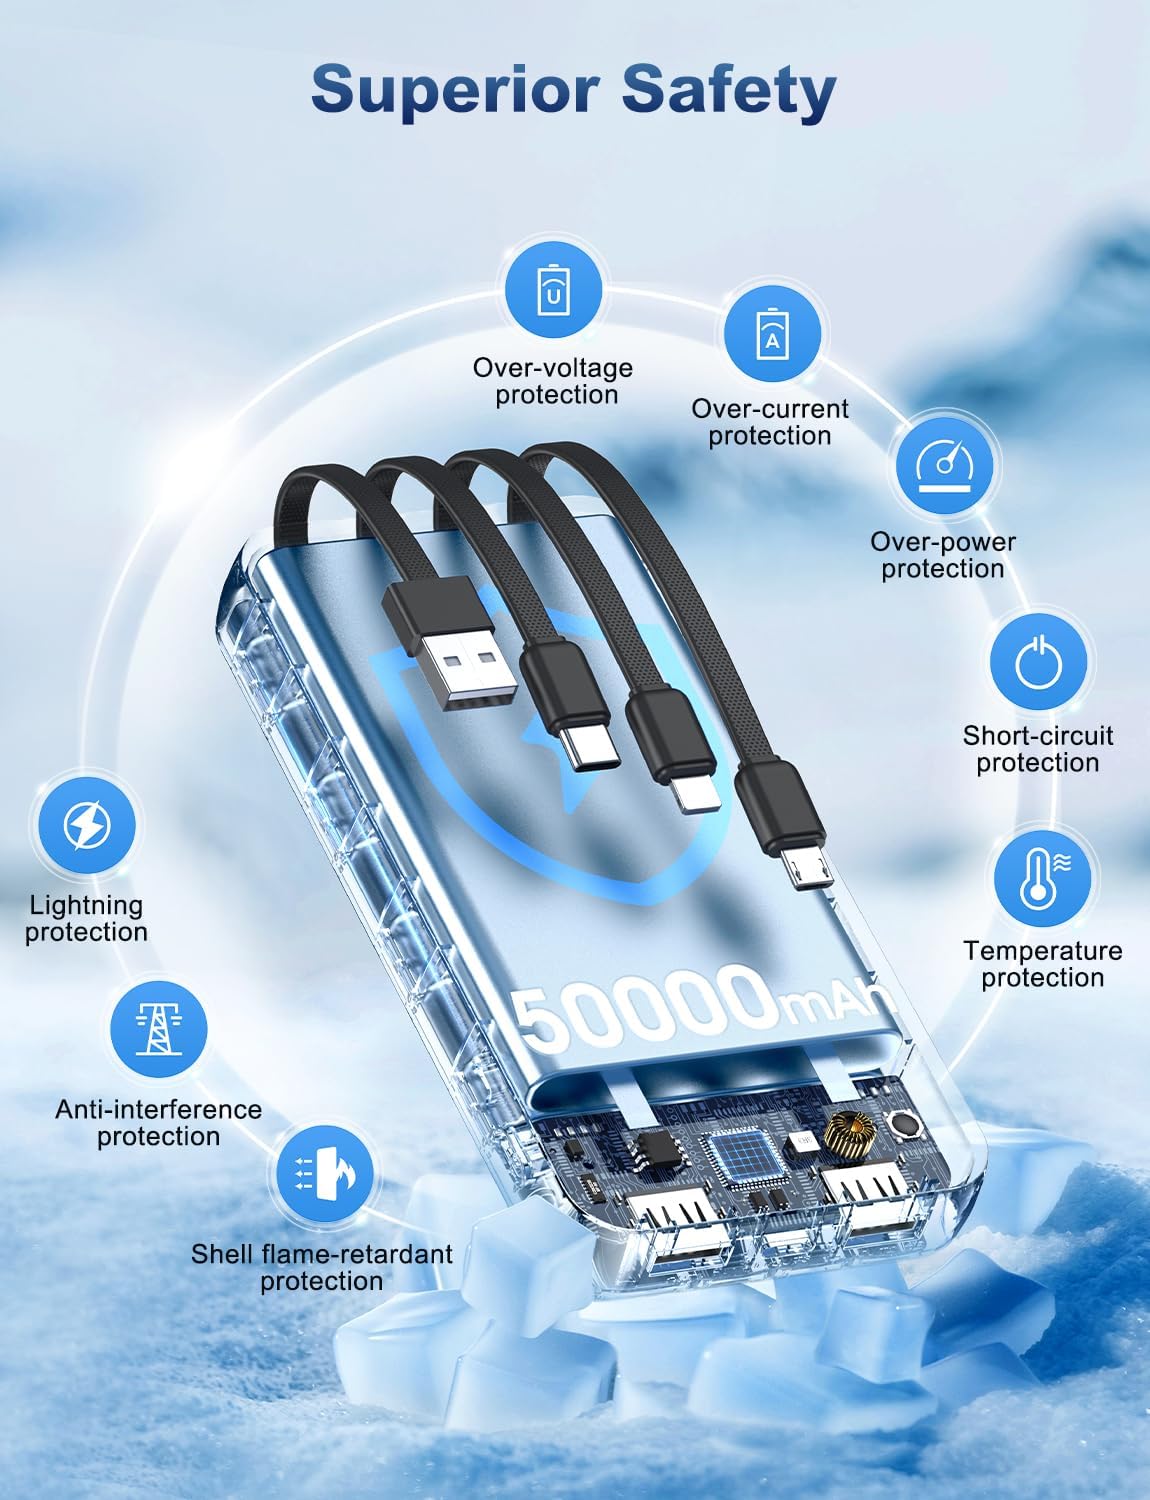 Superior Safety
U
Over-voltage
protection
A
Over-current
protection
Over-power
protection
Short-circuit
protection
Temperature
protection
Lightning
protection
Anti-interference
protection
Shell flame-retardant
protection
50000mAh